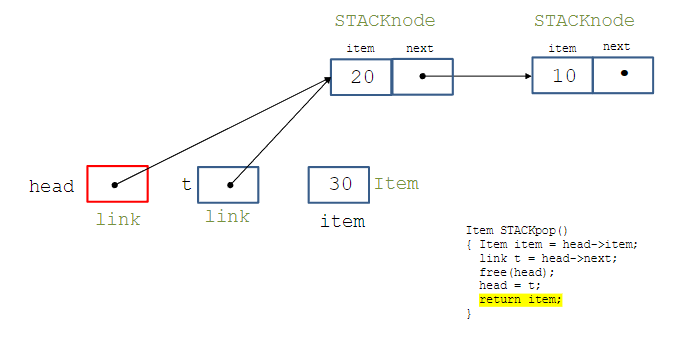 STACKnode STACKnode
item next item next
20 10
head t 30 Item
link link item
Item STACKpop()
{ Item item = head->item;
link t = head->next;
free(head);
head = t;
return item;
}